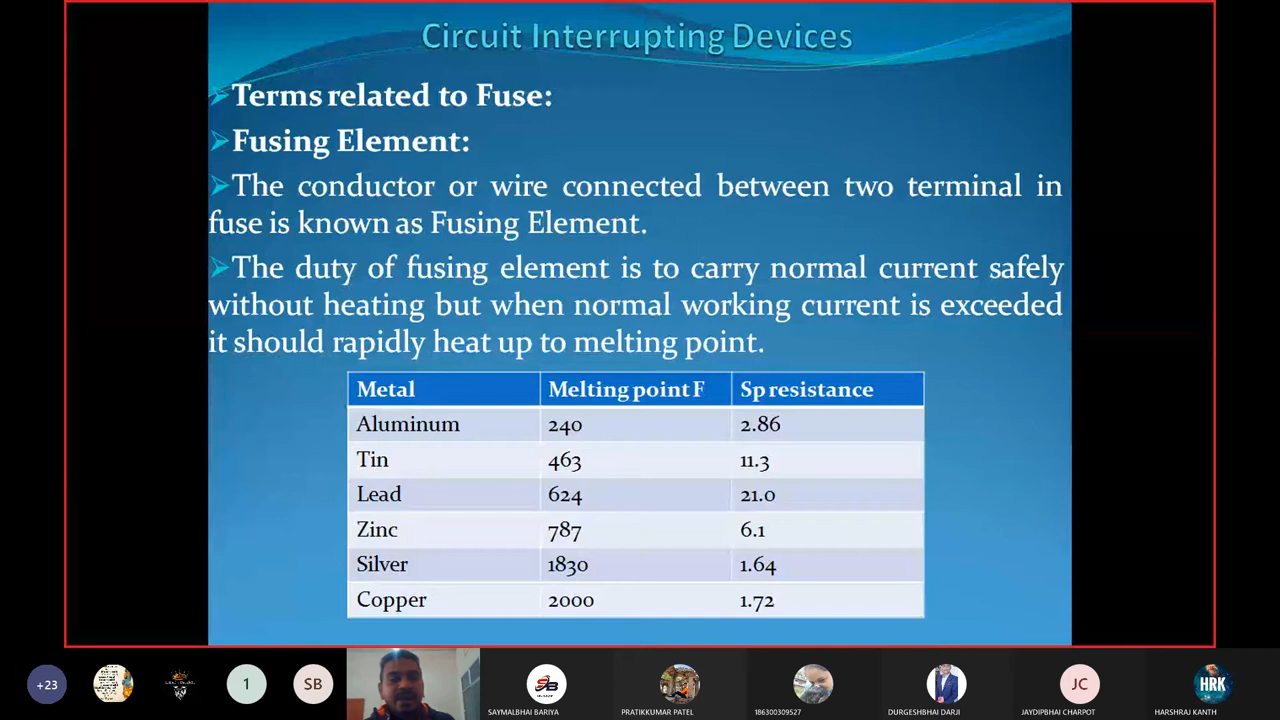 Circuit Interrupting Devices
Terms related to Fuse:
Fusing Element:
The conductor or wire connected between two terminal in
fuse is known as Fusing Element.
The duty of fusing element is to carry normal current safely
without heating but when normal working current is exceeded
it should rapidly heat up to melting point.
Metal Melting point F Sp resistance
Aluminum 240 2.86
Tin 463 11.3
Lead 624 21.0
Zinc 787 6.1
Silver 1830 1.64
Copper 2000 1.72
+23 1 SB SB JC HRK
SAYMALBHAI BARIYA PRATIKKUMAR PATEL 186300309527 DURGESHBHAI DARJI JAYDIPBHAI CHARPOT HARSHRAJ KANTH